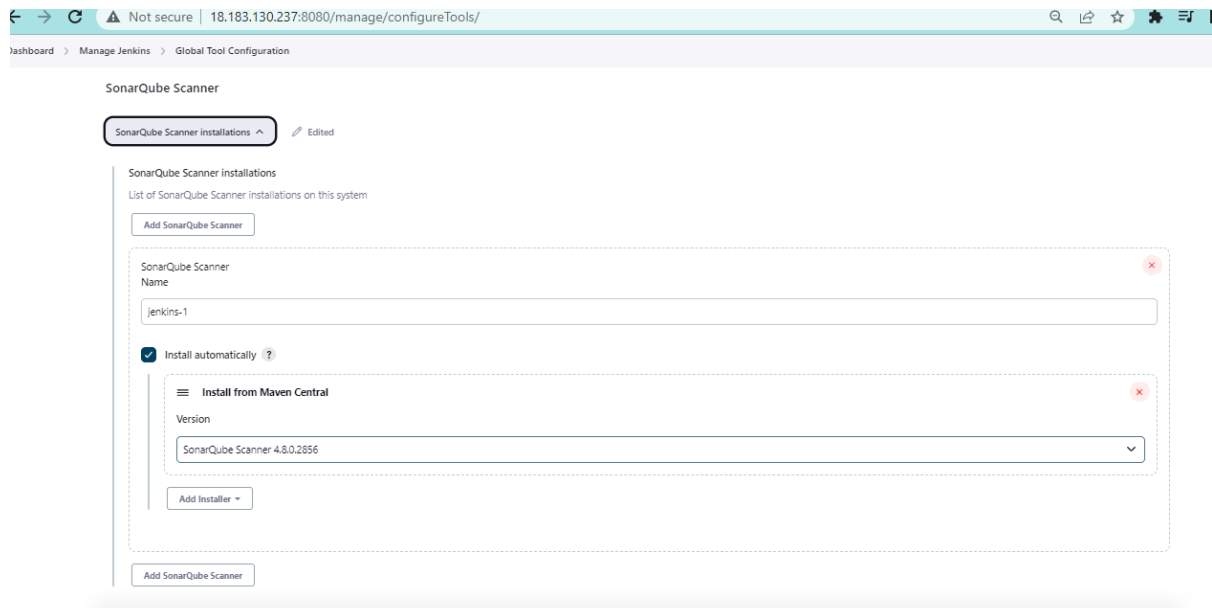 Not secure | 18.183.130.237:8080/manage/configureTools/
Dashboard > Manage Jenkins > Global Tool Configuration
SonarQube Scanner
SonarQube Scanner installations Edited
SonarQube Scanner installations
List of SonarQube Scanner installations on this system
Add SonarQube Scanner
SonarQube Scanner
Name
jenkins-1
Install automatically ?
Install from Maven Central
Version
SonarQube Scanner 4.8.0.2856
Add Installer
Add SonarQube Scanner